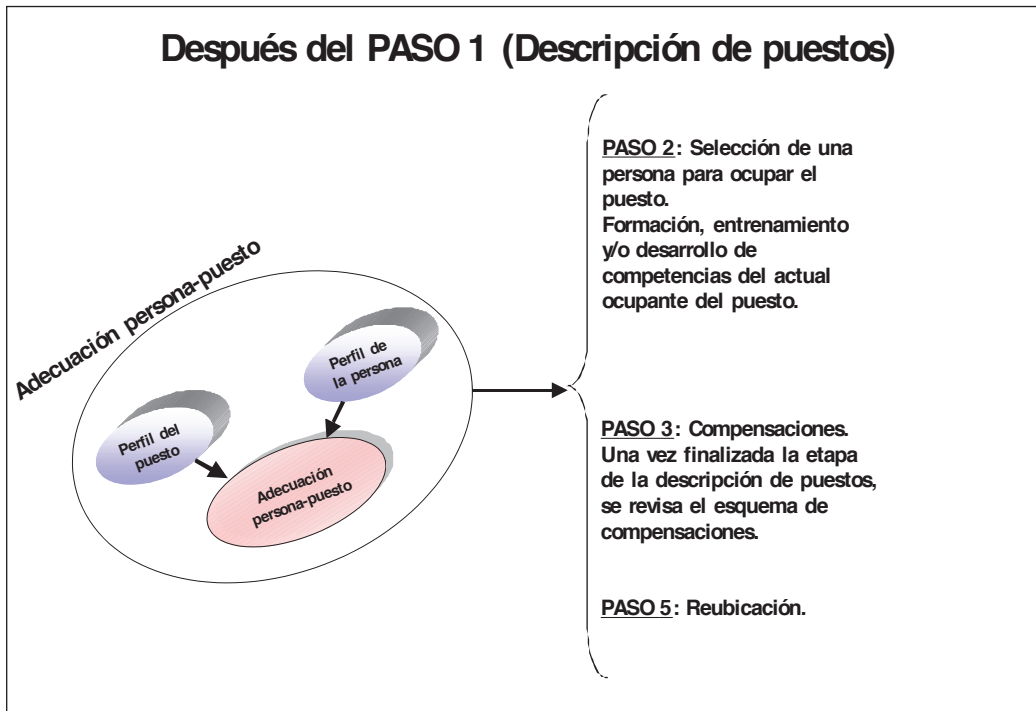 Después del PASO 1 (Descripción de puestos)
Adecuación persona-puesto
Perfil de
la persona
Perfil del
puesto
Adecuación
persona-puesto
PASO 2: Selección de una
persona para ocupar el
puesto.
Formación, entrenamiento
y/o desarrollo de
competencias del actual
ocupante del puesto.
PASO 3: Compensaciones.
Una vez finalizada la etapa
de la descripción de puestos,
se revisa el esquema de
compensaciones.
PASO 5: Reubicación.